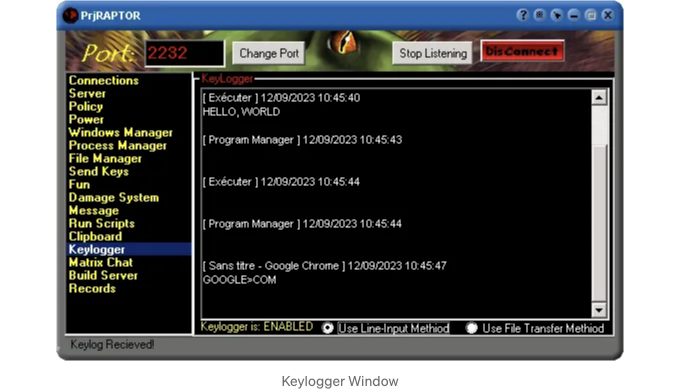 PrjRAPTOR
Port: 2232 Change Port Stop Listening DisConnect
Connections
Server
Policy
Power
Windows Manager
Process Manager
File Manager
Send Keys
Fun
Damage System
Message
Run Scripts
Clipboard
Keylogger
Matrix Chat
Build Server
Records
KeyLogger
[ Exécuter ] 12/09/2023 10:45:40
HELLO, WORLD
[ Program Manager ] 12/09/2023 10:45:43
[ Exécuter ] 12/09/2023 10:45:44
[ Program Manager ] 12/09/2023 10:45:44
[ Sans titre - Google Chrome ] 12/09/2023 10:45:47
GOOGLE>COM
Keylogger is: ENABLED Use Line-Input Method Use File Transfer Methiod
Keylog Recieved!
Keylogger Window